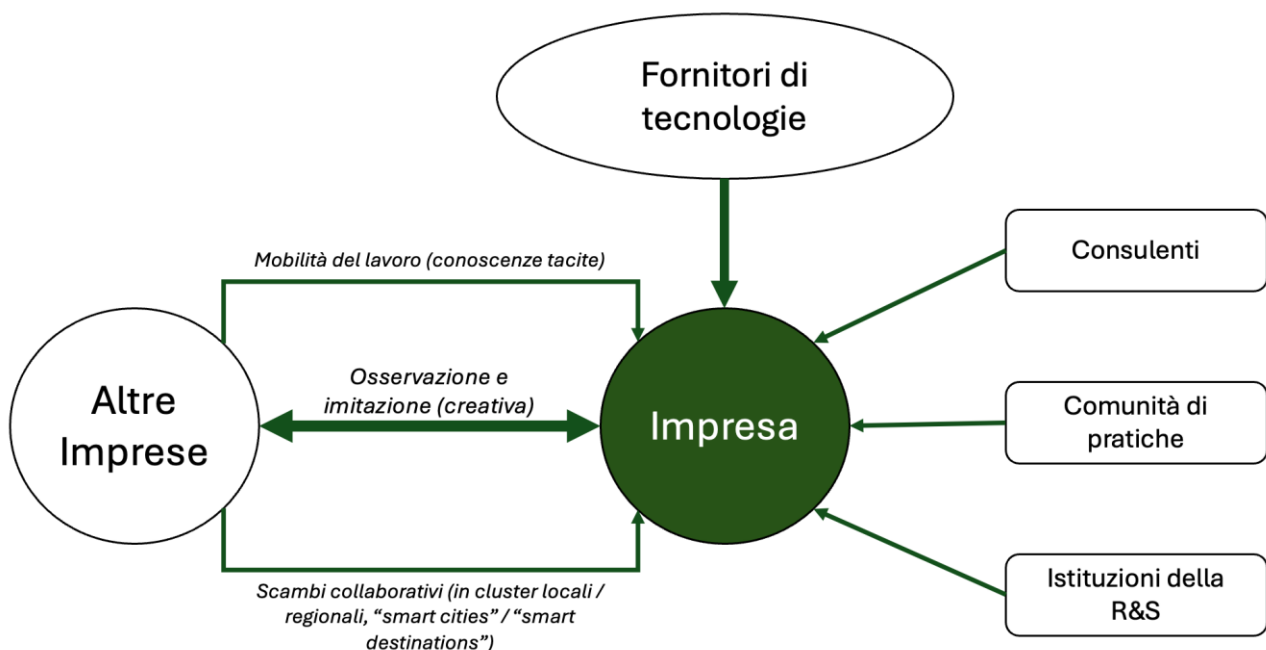 Fornitori di
tecnologie
Mobilità del lavoro (conoscenze tacite)
Consulenti
Altre
Imprese
Osservazione e
imitazione (creativa)
Impresa
Comunità di
pratiche
Scambi collaborativi (in cluster locali /
regionali, “smart cities” / “smart
destinations”)
Istituzioni della
R&S